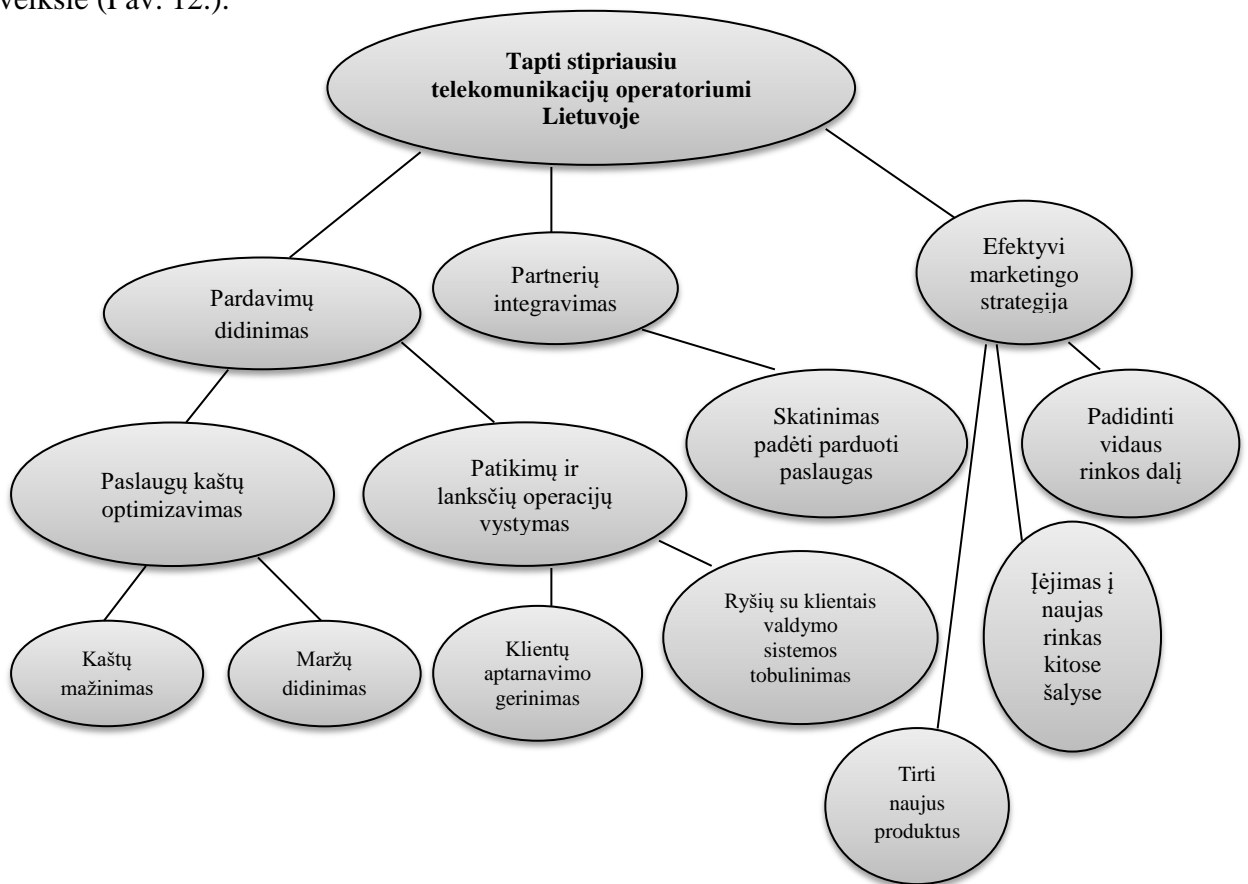 veiksle (Pav. 12.).
Tapti stipriausiu
telekomunikacijų operatoriumi
Lietuvoje
Efektyvi
marketingo
strategija
Partnerių
integravimas
Pardavimų
didinimas
Skatinimas
padėti parduoti
paslaugas
Padidinti
vidaus
rinkos dalį
Paslaugų kaštų
optimizavimas
Patikimų ir
lanksčių operacijų
vystymas
Įėjimas į
naujas
rinkas
kitose
šalyse
Ryšių su klientais
valdymo
sistemos
tobulinimas
Kaštų
mažinimas
Maržų
didinimas
Klientų
aptarnavimo
gerinimas
Tirti
naujus
produktus